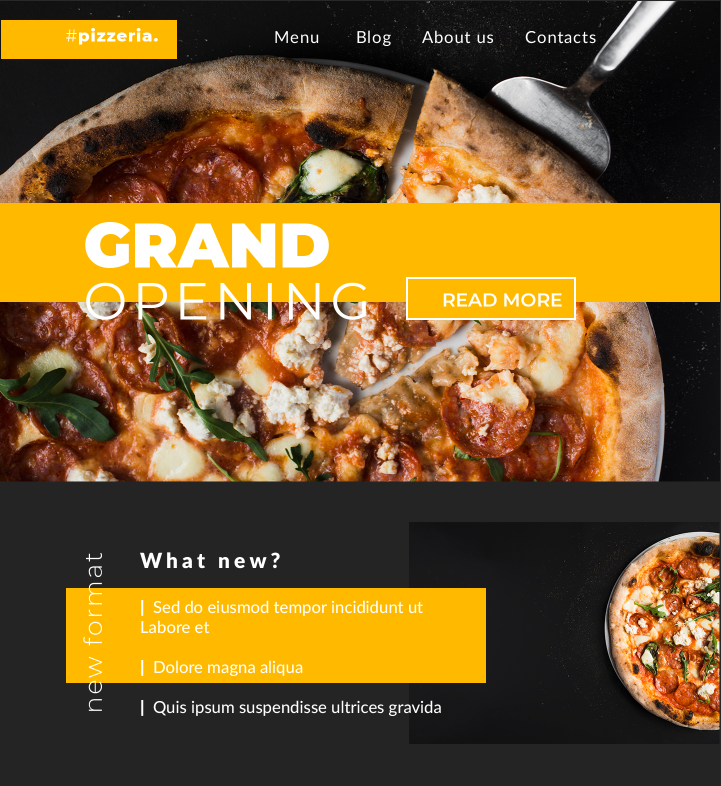 #pizzeria.
Menu Blog About us Contacts
GRAND
OPENING
READ MORE
new format
What new?
| Sed do eiusmod tempor incididunt ut
Labore et
| Dolore magna aliqua
| Quis ipsum suspendisse ultrices gravida